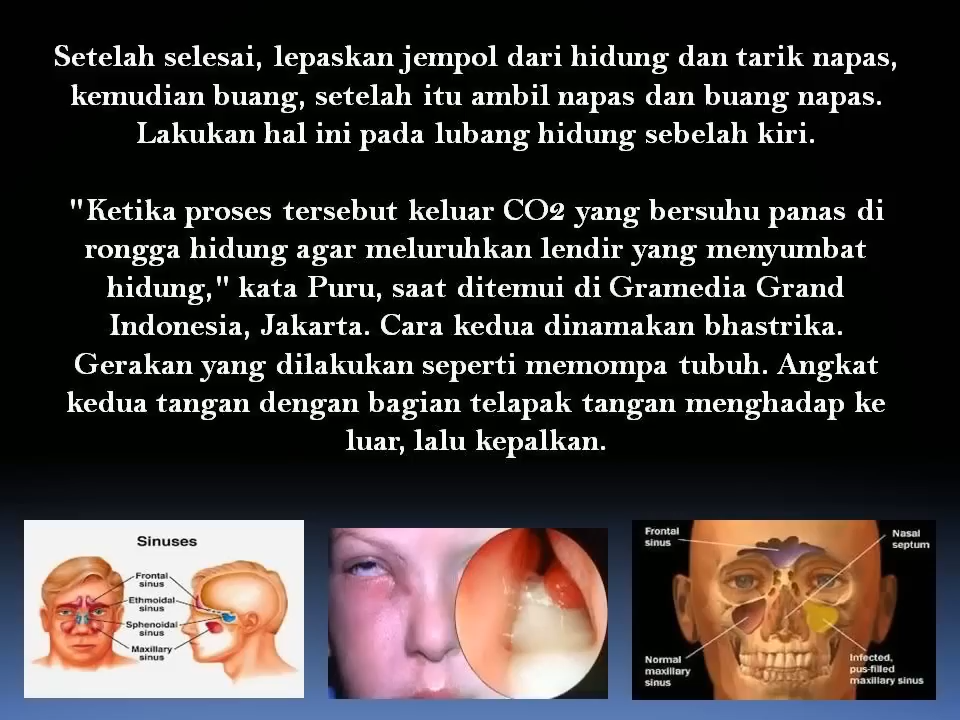 Setelah selesai, lepaskan jempol dari hidung dan tarik napas,
kemudian buang, setelah itu ambil napas dan buang napas.
Lakukan hal ini pada lubang hidung sebelah kiri.
"Ketika proses tersebut keluar CO2 yang bersuhu panas di
rongga hidung agar meluruhkan lendir yang menyumbat
hidung," kata Puru, saat ditemui di Gramedia Grand
Indonesia, Jakarta. Cara kedua dinamakan bhastrika.
Gerakan yang dilakukan seperti memompa tubuh. Angkat
kedua tangan dengan bagian telapak tangan menghadap ke
luar, lalu kepalkan.
Sinuses
Frontal
sinus
Ethmoidal
sinus
Sphenoidal
sinus
Maxillary
sinus
Frontal
sinus
Nasal
septum
Normal
maxillary
sinus
Infected,
pus-filled
maxillary sinus